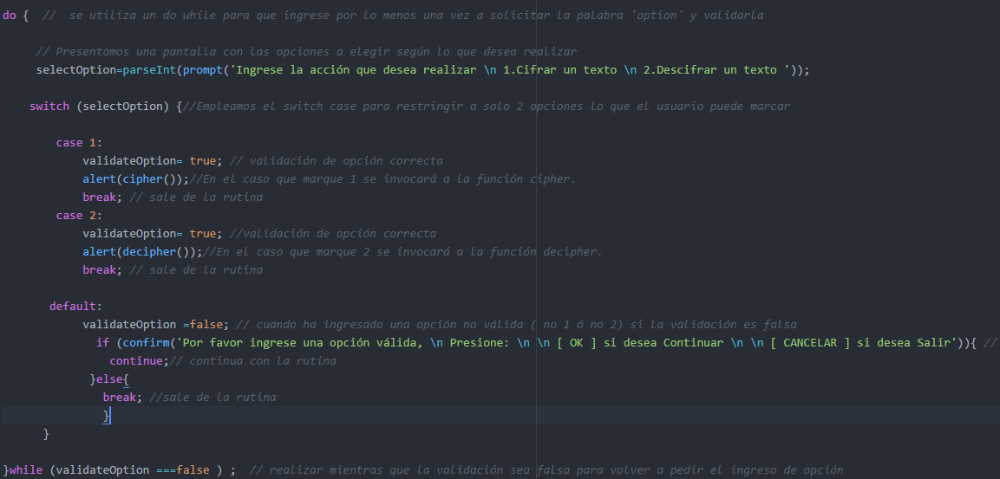 do {  //  se utiliza un do while para que ingrese por lo menos una vez a solicitar la palabra 'option' y validarla
// Presentamos una pantalla con las opciones a elegir según lo que desea realizar
selectOption=parseInt(prompt('Ingrese la acción que desea realizar \n 1.Cifrar un texto \n 2.Descifrar un texto '));
switch (selectOption) {//Empleamos el switch case para restringir a solo 2 opciones lo que el usuario puede marcar
case 1:
validateOption= true; // validación de opción correcta
alert(cipher());//En el caso que marque 1 se invocará a la función cipher.
break; // sale de la rutina
case 2:
validateOption= true; //validación de opción correcta
alert(decipher());//En el caso que marque 2 se invocará a la función decipher.
break; // sale de la rutina
default:
validateOption =false; // cuando ha ingresado una opción no válida ( no 1 ó no 2) si la validación es falsa
if (confirm('Por favor ingrese una opción válida, \n Presione: \n \n [ OK ] si desea Continuar \n \n [ CANCELAR ] si desea Salir')){ //
continue;// continua con la rutina
}else{
break; //sale de la rutina
}
}
}while (validateOption ===false ) ;  // realizar mientras que la validación sea falsa para volver a pedir el ingreso de opción